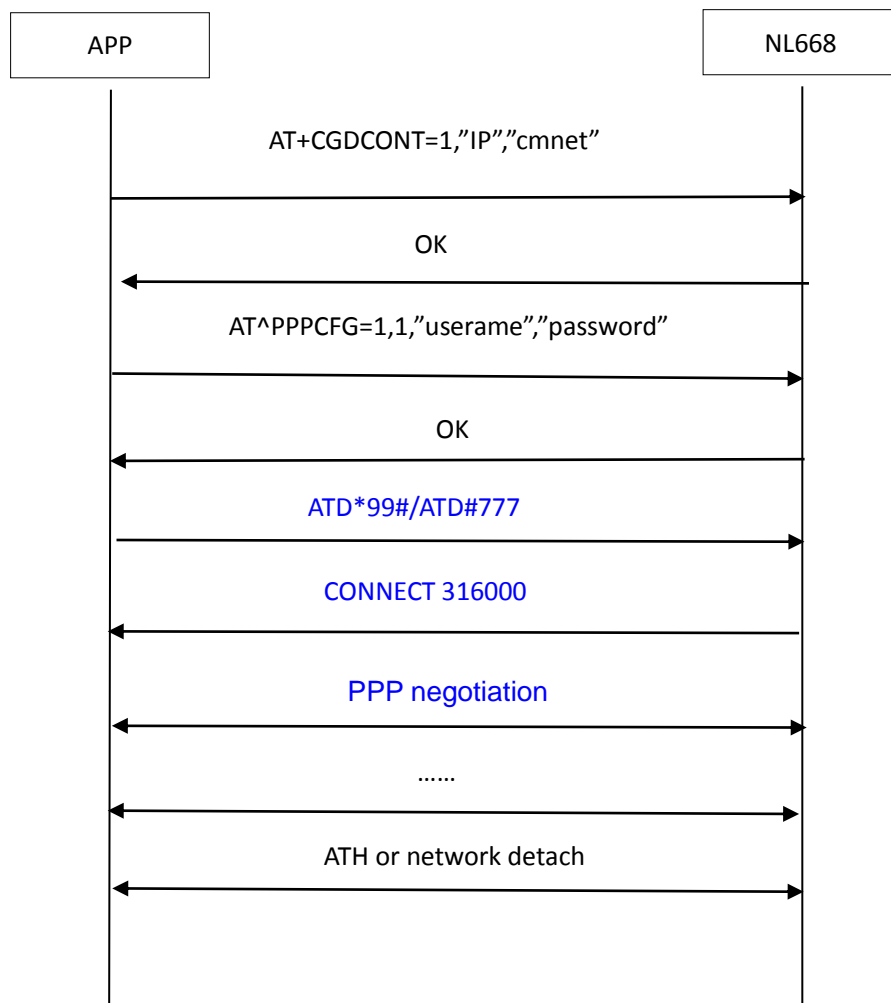 APP
NL668
AT+CGDCONT=1,”IP”,”cmnet”
OK
AT^PPPCFG=1,1,”userame”,”password”
OK
ATD*99#/ATD#777
CONNECT 316000
PPP negotiation
……
ATH or network detach